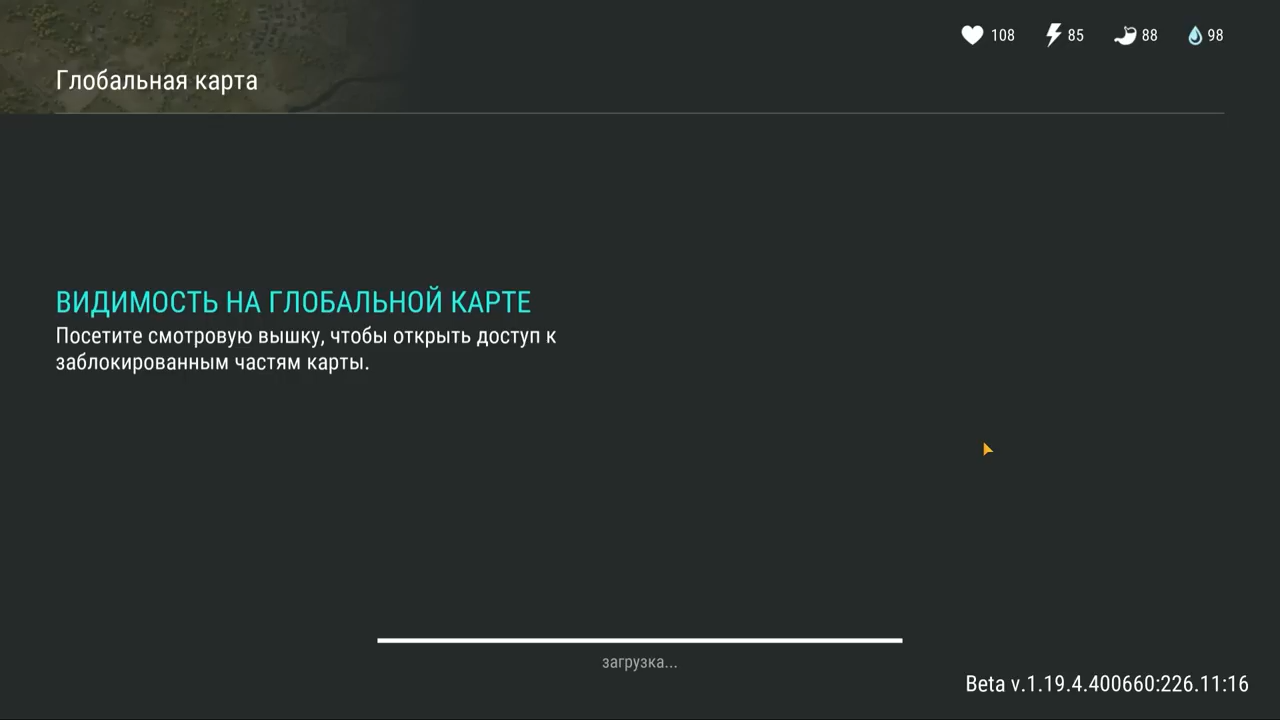 108 85 88 98
Глобальная карта
ВИДИМОСТЬ НА ГЛОБАЛЬНОЙ КАРТЕ
Посетите смотровую вышку, чтобы открыть доступ к
заблокированным частям карты.
загрузка...
Beta v.1.19.4.400660:226.11:16